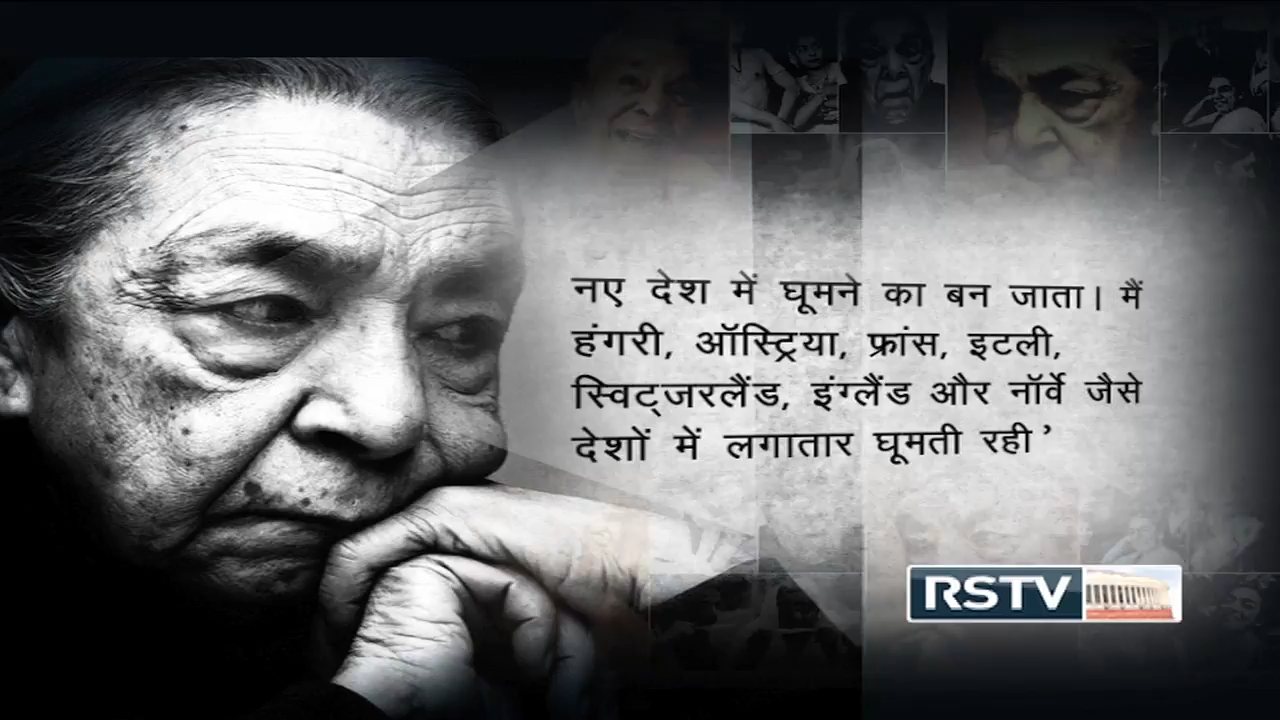 नए देश में घूमने का बन जाता। मैं
हंगरी, ऑस्ट्रिया, फ्रांस, इटली,
स्विट्जरलैंड, इंग्लैंड और नॉर्वे जैसे
देशों में लगातार घूमती रही’
RSTV